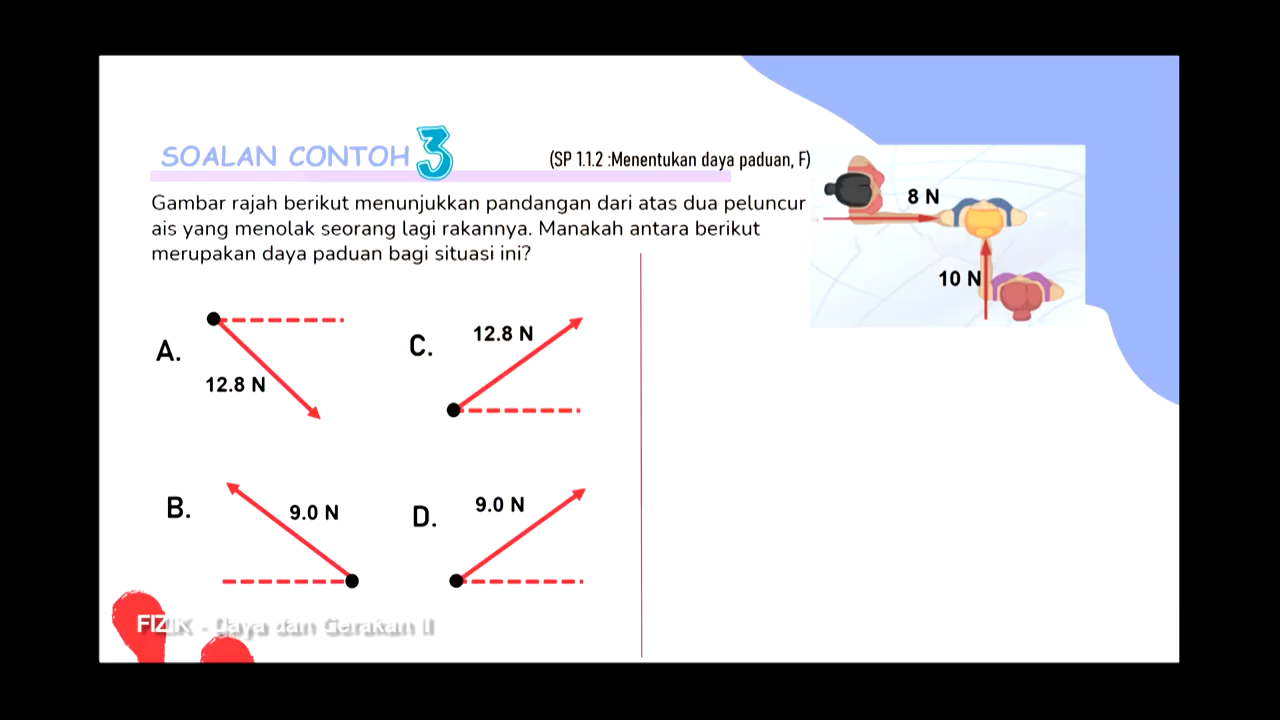 SOALAN CONTOH 3
(SP 1.1.2 :Menentukan daya paduan, F)
Gambar rajah berikut menunjukkan pandangan dari atas dua peluncur
ais yang menolak seorang lagi rakannya. Manakah antara berikut
merupakan daya paduan bagi situasi ini?
8 N
10 N
A.
12.8 N
C.
12.8 N
B.
9.0 N
D.
9.0 N
FIZIK - Daya dan Gerakan II